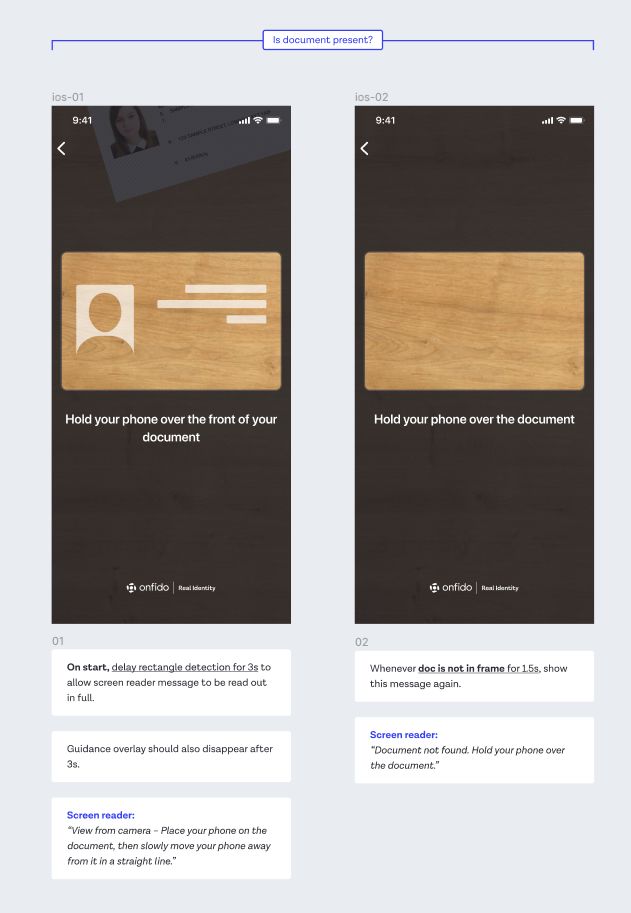 Is document present?
ios-01
9:41
Hold your phone over the front of your
document
onfido
Real Identity
01
On start, delay rectangle detection for 3s to
allow screen reader message to be read out
in full.
Guidance overlay should also disappear after
3s.
Screen reader:
“View from camera – Place your phone on the
document, then slowly move your phone away
from it in a straight line.”
ios-02
9:41
Hold your phone over the document
onfido
Real Identity
02
Whenever doc is not in frame for 1.5s, show
this message again.
Screen reader:
“Document not found. Hold your phone over
the document.”